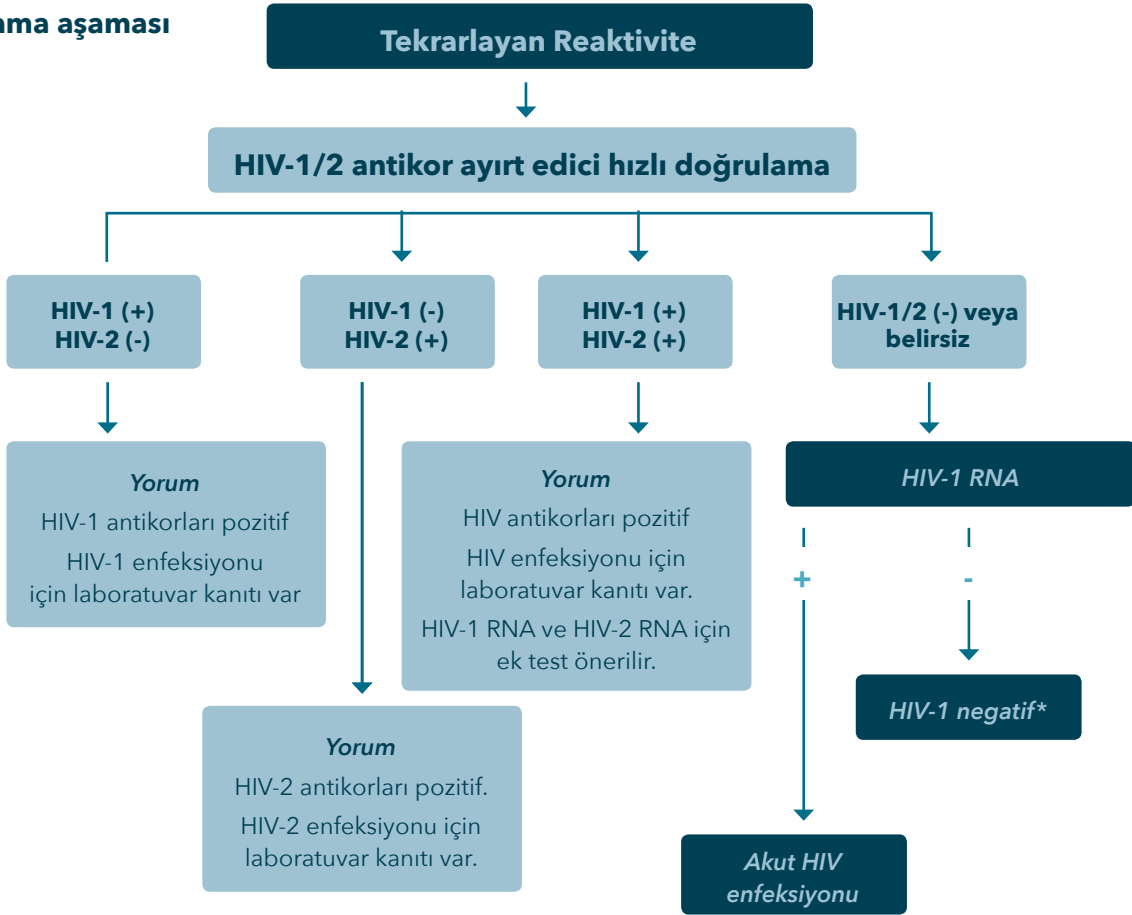 aması aşaması
Tekrarlayan Reaktivite
HIV-1/2 antikor ayırt edici hızlı doğrulama
HIV-1 (+)
HIV-2 (-)
HIV-1 (-)
HIV-2 (+)
HIV-1 (+)
HIV-2 (+)
HIV-1/2 (-) veya
belirsiz
Yorum
HIV-1 antikorları pozitif
HIV-1 enfeksiyonu
için laboratuvar kanıtı var
Yorum
HIV-2 antikorları pozitif.
HIV-2 enfeksiyonu için
laboratuvar kanıtı var.
Yorum
HIV antikorları pozitif
HIV enfeksiyonu için
laboratuvar kanıtı var.
HIV-1 RNA ve HIV-2 RNA için
ek test önerilir.
HIV-1 RNA
+
-
HIV-1 negatif*
Akut HIV
enfeksiyonu